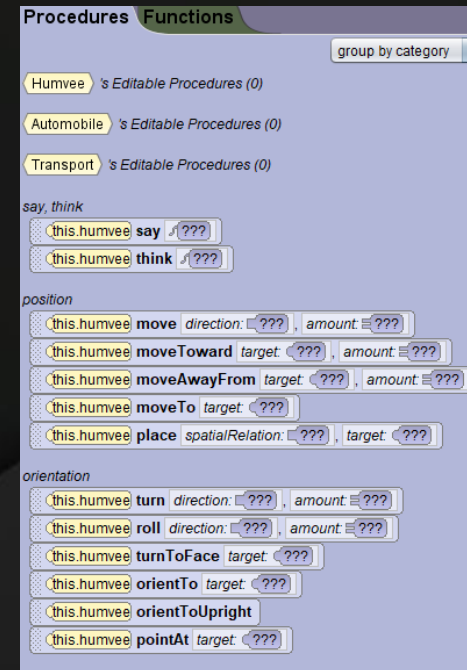 Procedures Functions
group by category
Humvee 's Editable Procedures (0)
Automobile 's Editable Procedures (0)
Transport 's Editable Procedures (0)
say, think
this.humvee say ???
this.humvee think ???
position
this.humvee move direction: ??? , amount: ???
this.humvee moveToward target: ??? , amount: ???
this.humvee moveAwayFrom target: ??? , amount: ???
this.humvee moveTo target: ???
this.humvee place spatialRelation: ??? , target: ???
orientation
this.humvee turn direction: ??? , amount: ???
this.humvee roll direction: ??? , amount: ???
this.humvee turnToFace target: ???
this.humvee orientTo target: ???
this.humvee orientToUpright
this.humvee pointAt target: ???